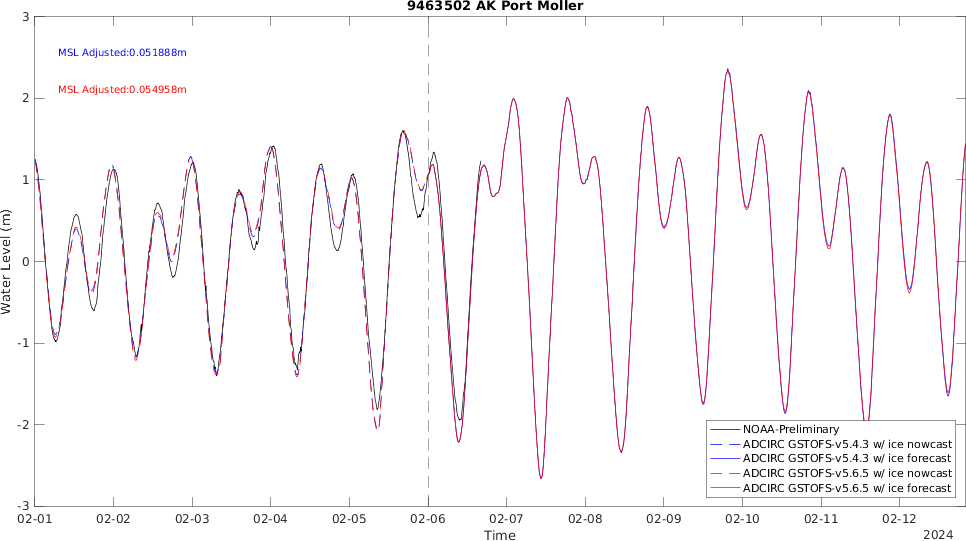 9463502 AK Port Moller
MSL Adjusted:0.051888m
MSL Adjusted:0.054958m
Water Level (m)
3
2
1
0
-1
-2
-3
NOAA-Preliminary
ADCIRC GSTOFS-v5.4.3 w/ ice nowcast
ADCIRC GSTOFS-v5.4.3 w/ ice forecast
ADCIRC GSTOFS-v5.6.5 w/ ice nowcast
ADCIRC GSTOFS-v5.6.5 w/ ice forecast
02-01 02-02 02-03 02-04 02-05 02-06 02-07 02-08 02-09 02-10 02-11 02-12
Time
2024